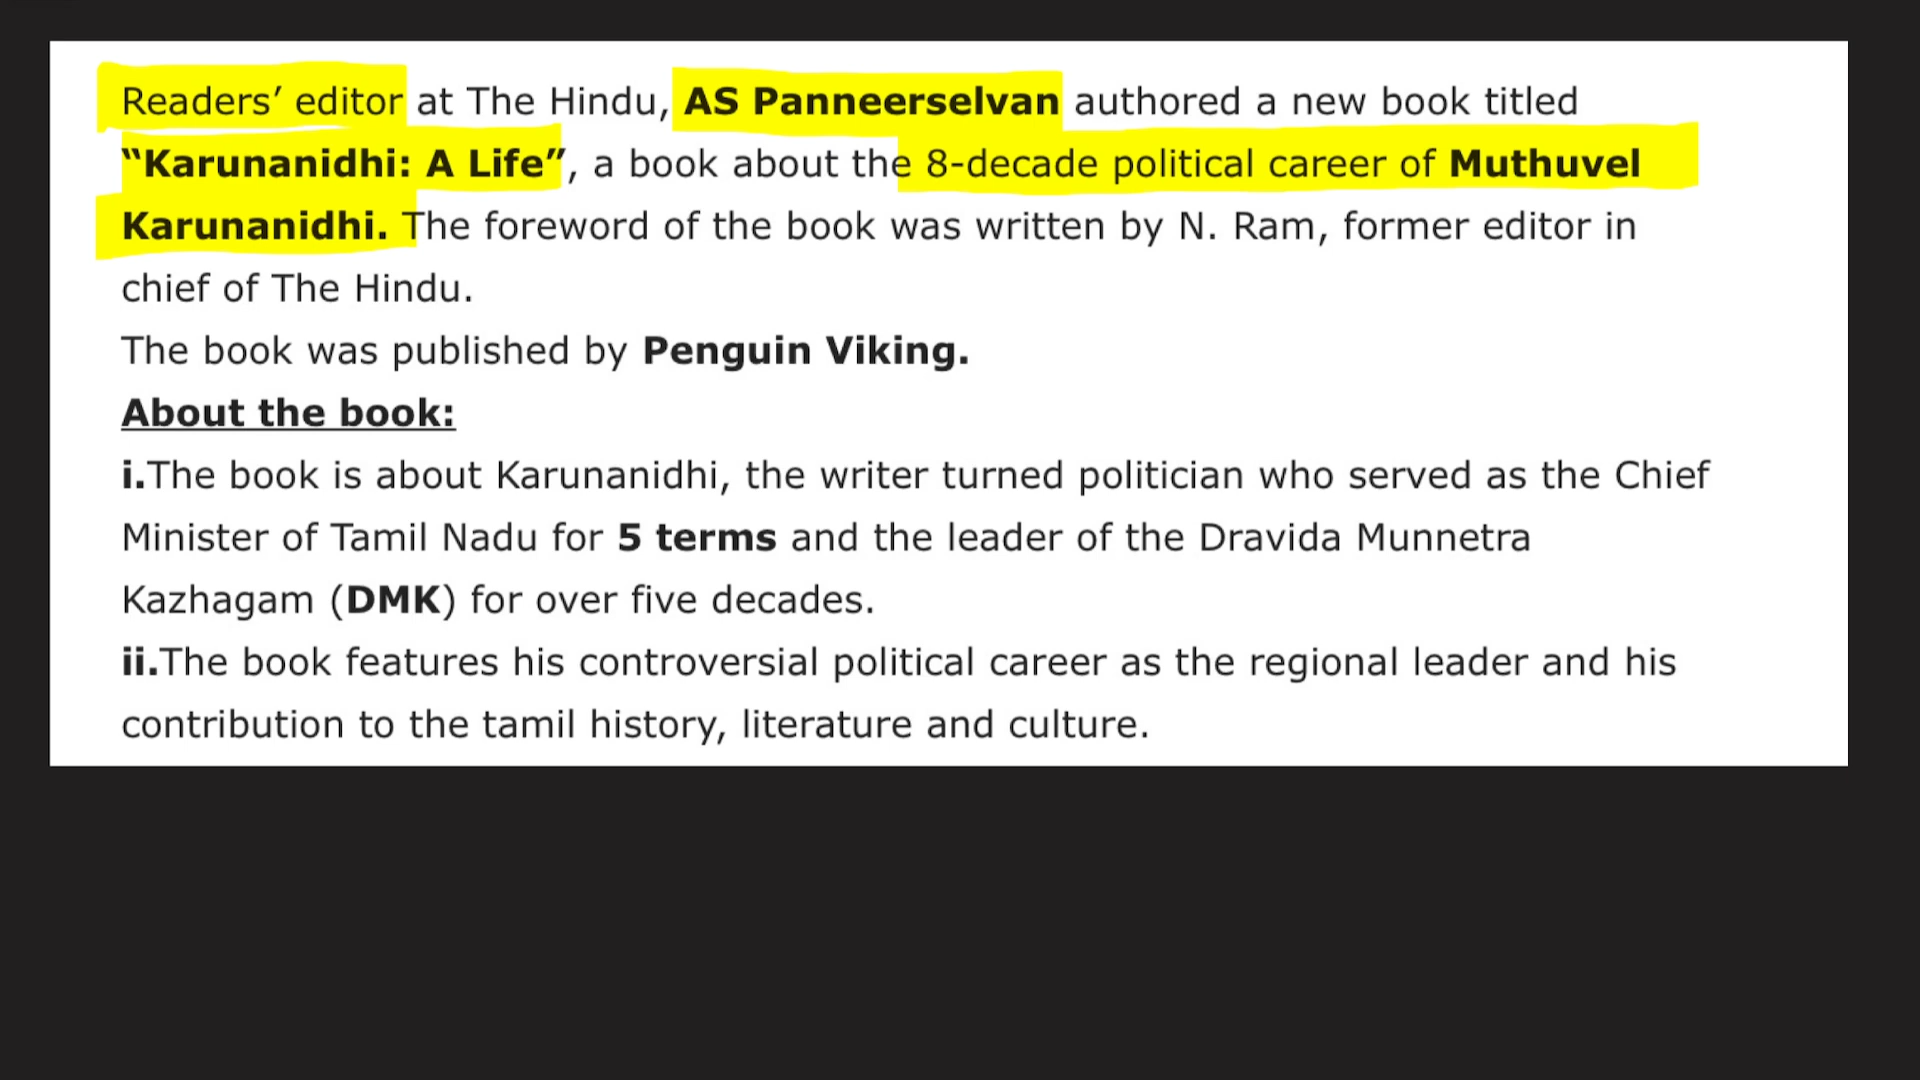 Readers’ editor at The Hindu, AS Panneerselvan authored a new book titled
“Karunanidhi: A Life”, a book about the 8-decade political career of Muthuvel
Karunanidhi. The foreword of the book was written by N. Ram, former editor in
chief of The Hindu.
The book was published by Penguin Viking.
About the book:
i.The book is about Karunanidhi, the writer turned politician who served as the Chief
Minister of Tamil Nadu for 5 terms and the leader of the Dravida Munnetra
Kazhagam (DMK) for over five decades.
ii.The book features his controversial political career as the regional leader and his
contribution to the tamil history, literature and culture.